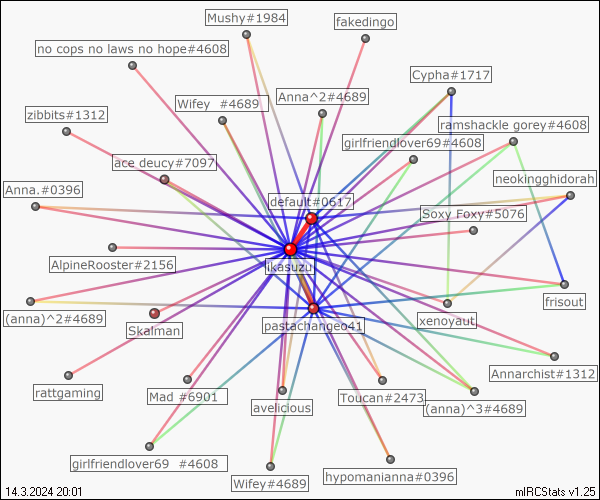 Mushy#1984
fakedingo
no cops no laws no hope#4608
Cypha#1717
Wifey #4689
Anna^2#4689
zibbits#1312
ramshackle gorey#4608
girlfriendlover69#4608
ace deucy#7097
neokingghidorah
Anna.#0396
default#0617
Soxy Foxy#5076
AlpineRooster#2156
ikasuzu
frisout
(anna)^2#4689
Skalman
pastachangeo41
xenoyaut
Annarchist#1312
rattgaming
Mad #6901
avelicious
Toucan#2473
(anna)^3#4689
girlfriendlover69 #4608
Wifey#4689
hypomanianna#0396
14.3.2024 20:01
mIRCStats v1.25